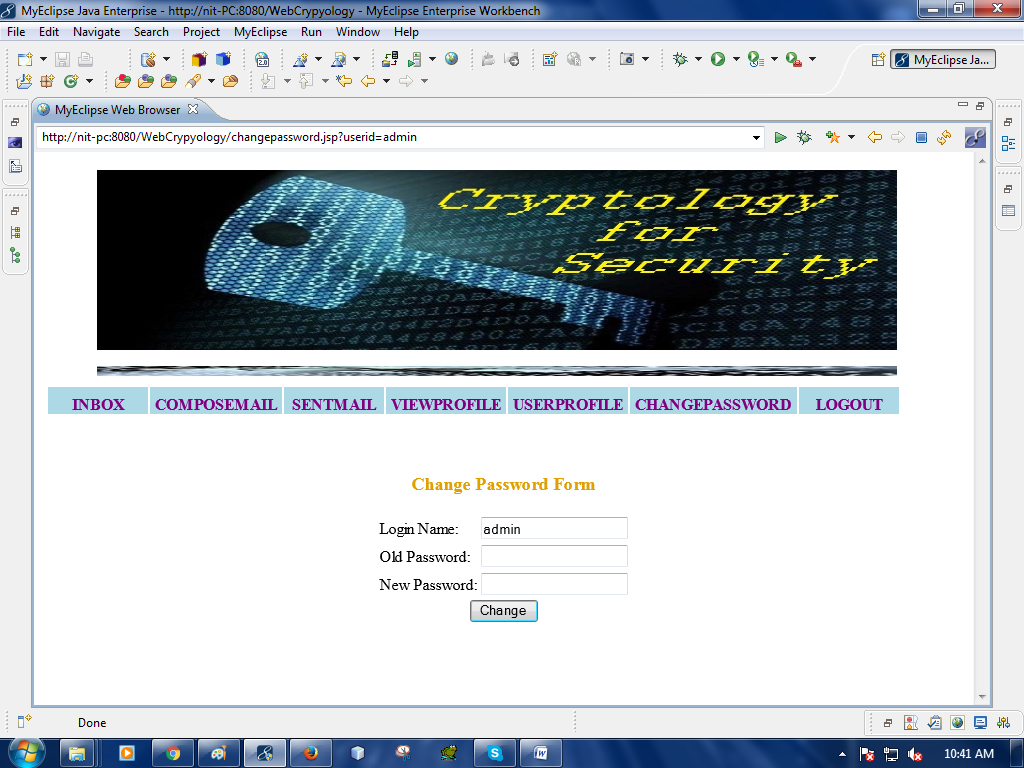 MyEclipse Java Enterprise - http://nit-PC:8080/WebCrypyology - MyEclipse Enterprise Workbench
File Edit Navigate Search Project MyEclipse Run Window Help
2.0
MyEclipse Ja...
MyEclipse Web Browser
http://nit-pc:8080/WebCrypyology/changepassword.jsp?userid=admin
Cryptology
for
Security
INBOX COMPOSEMAIL SENTMAIL VIEWPROFILE USERPROFILE CHANGEPASSWORD LOGOUT
Change Password Form
Login Name: admin
Old Password:
New Password:
Change
Done
10:41 AM